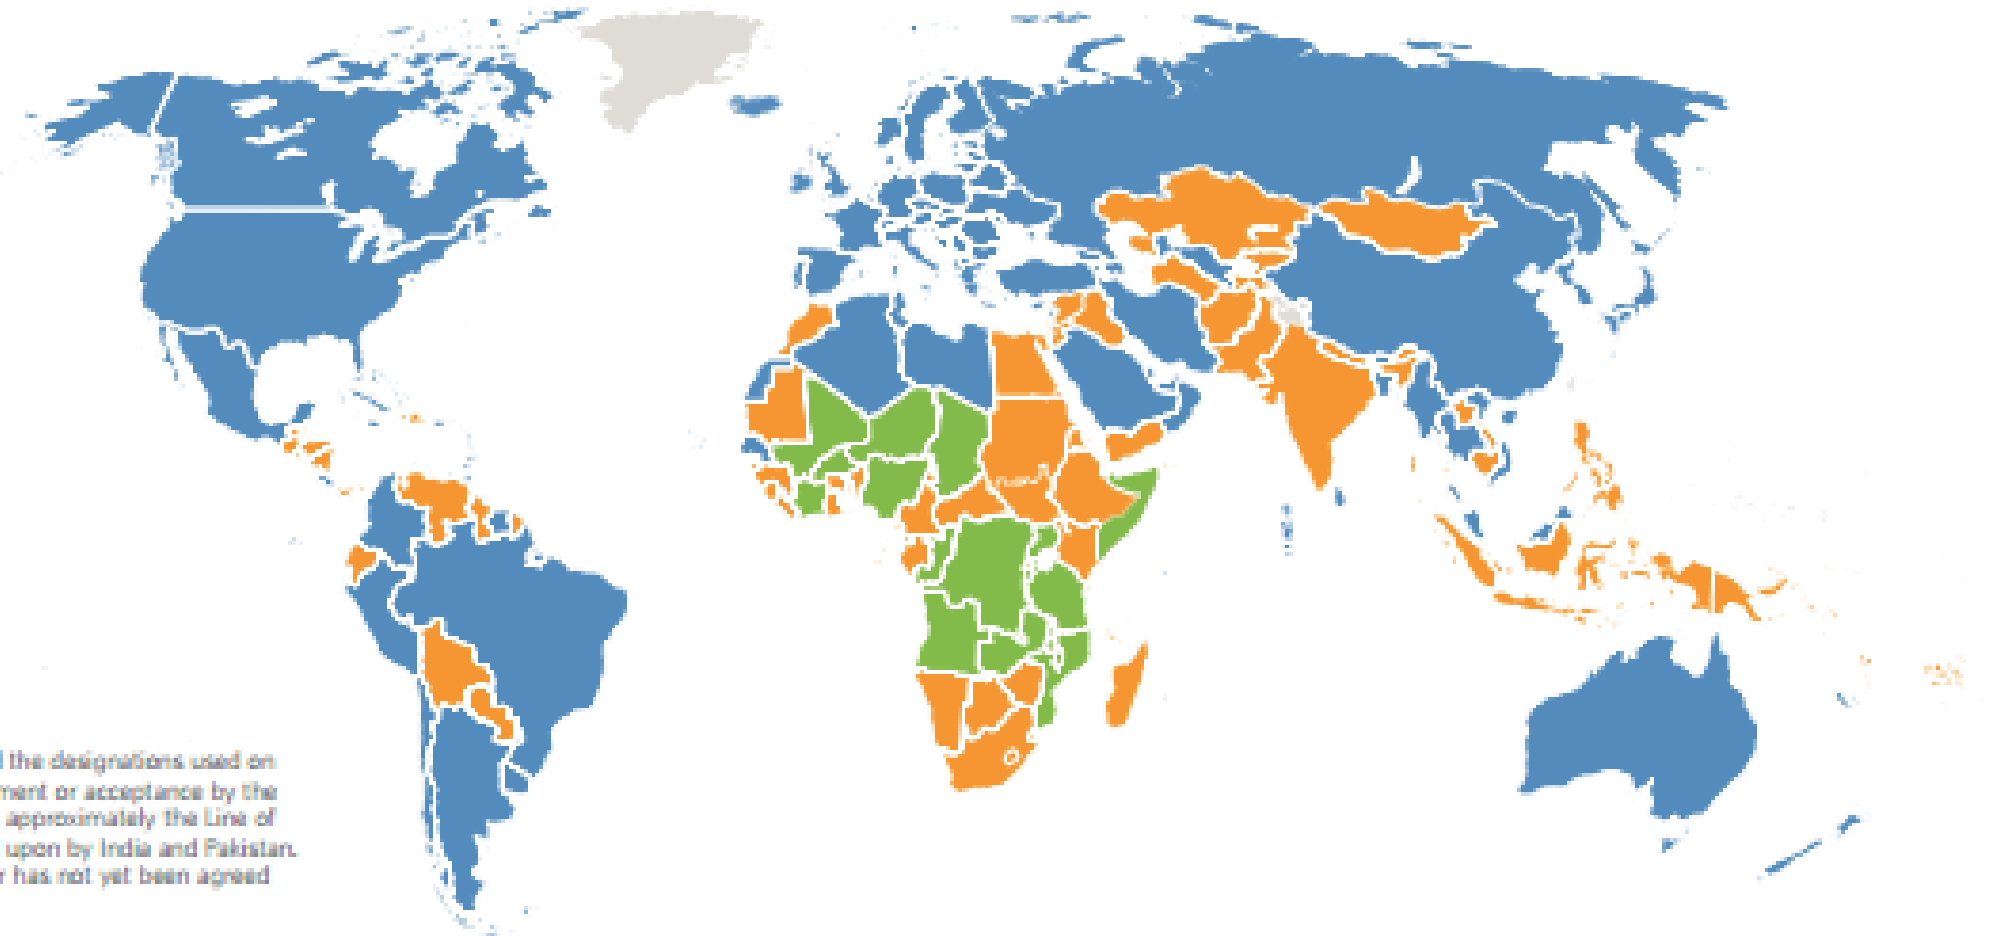 the designations used on
ment or acceptance by the
approximately the Line of
upon by India and Pakistan.
r has not yet been agreed